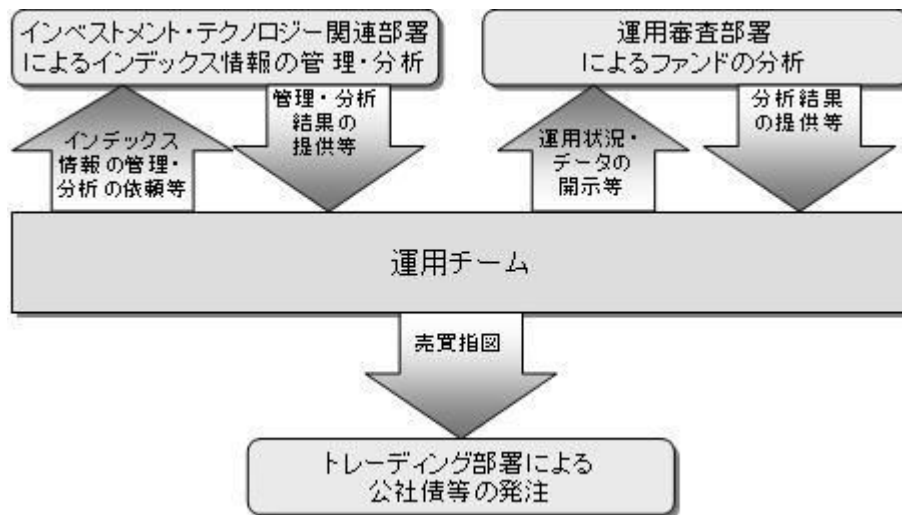 インベストメント・テクノロジー関連部署
によるインデックス情報の管理・分析
運用審査部署
によるファンドの分析
インデックス
情報の管理・
分析の依頼等
管理・分析
結果の
提供等
運用状況・
データの
開示等
分析結果
の提供等
運用チーム
売買指図
トレーディング部署による
公社債等の発注